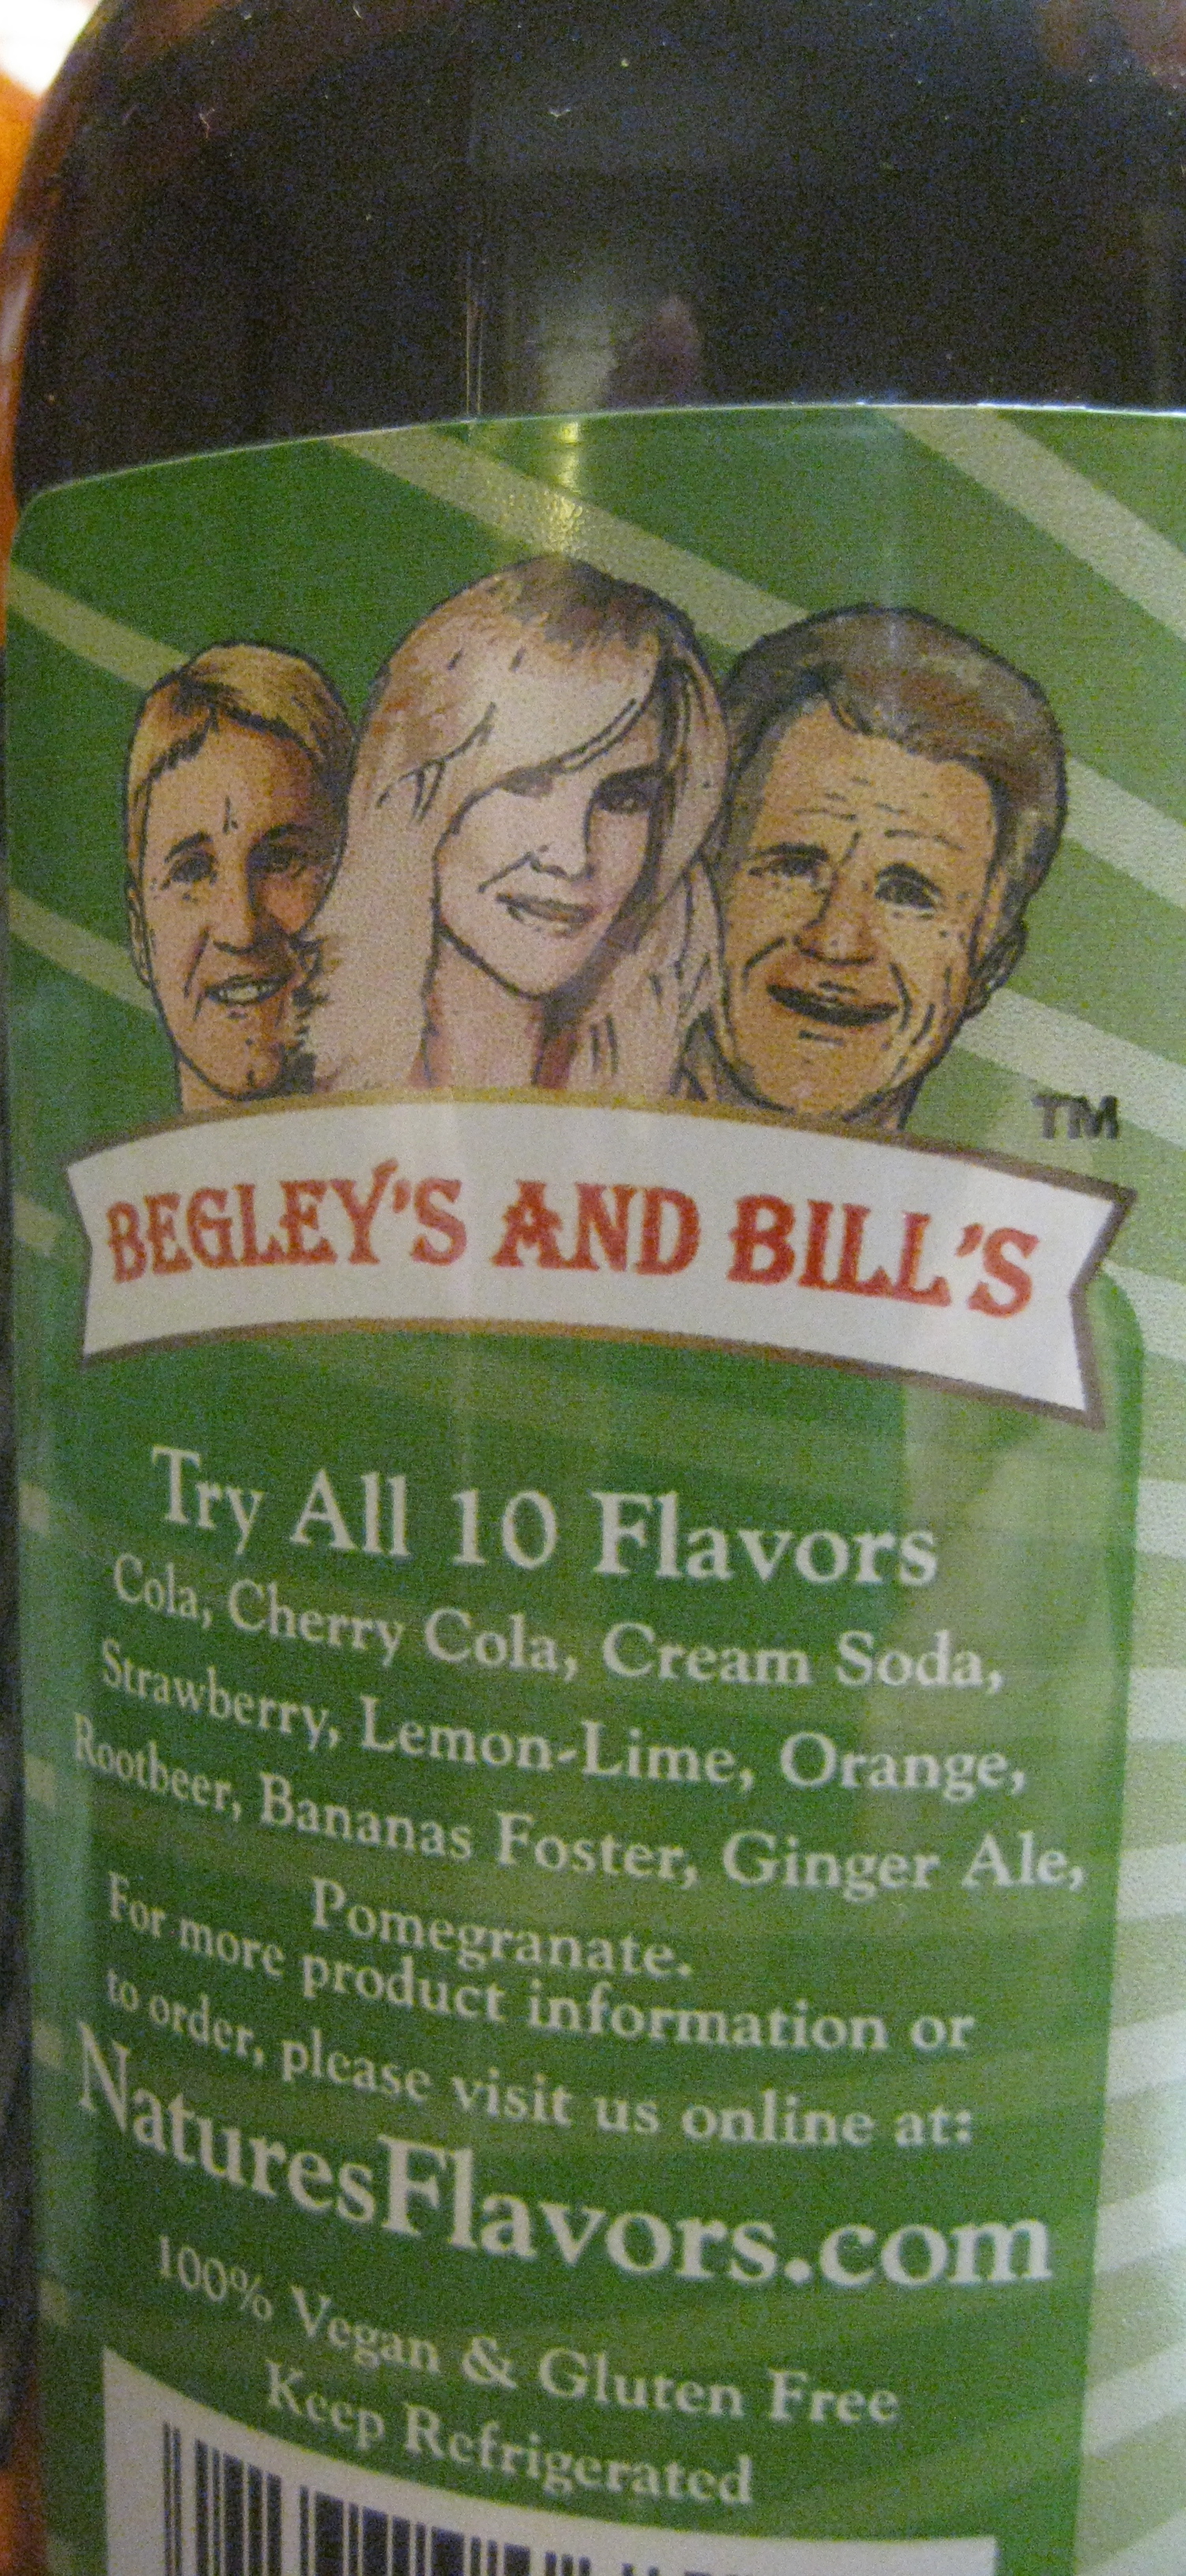 TM
BEGLEY'S AND BILL'S
Try All 10 Flavors
Cola, Cherry Cola, Cream Soda,
Strawberry, Lemon-Lime, Orange,
Rootbeer, Bananas Foster, Ginger Ale,
Pomegranate.
For more product information or
to order, please visit us online at:
NaturesFlavors.com
100% Vegan & Gluten Free
Keep Refrigerated